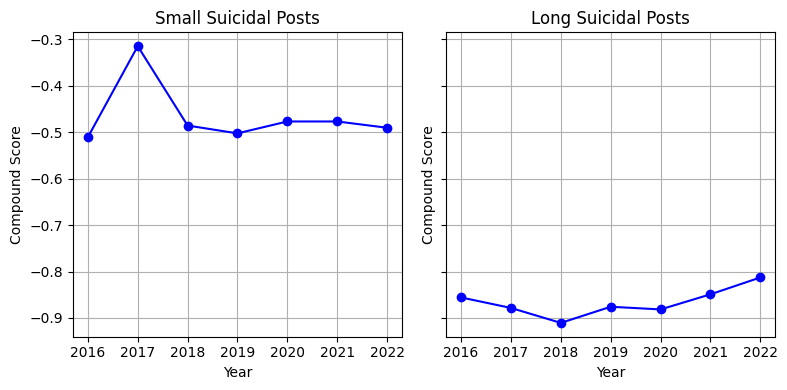 Small Suicidal Posts
Long Suicidal Posts
Compound Score
−0.3
−0.4
−0.5
−0.6
−0.7
−0.8
−0.9
2016 2017 2018 2019 2020 2021 2022
Year
Compound Score
2016 2017 2018 2019 2020 2021 2022
Year